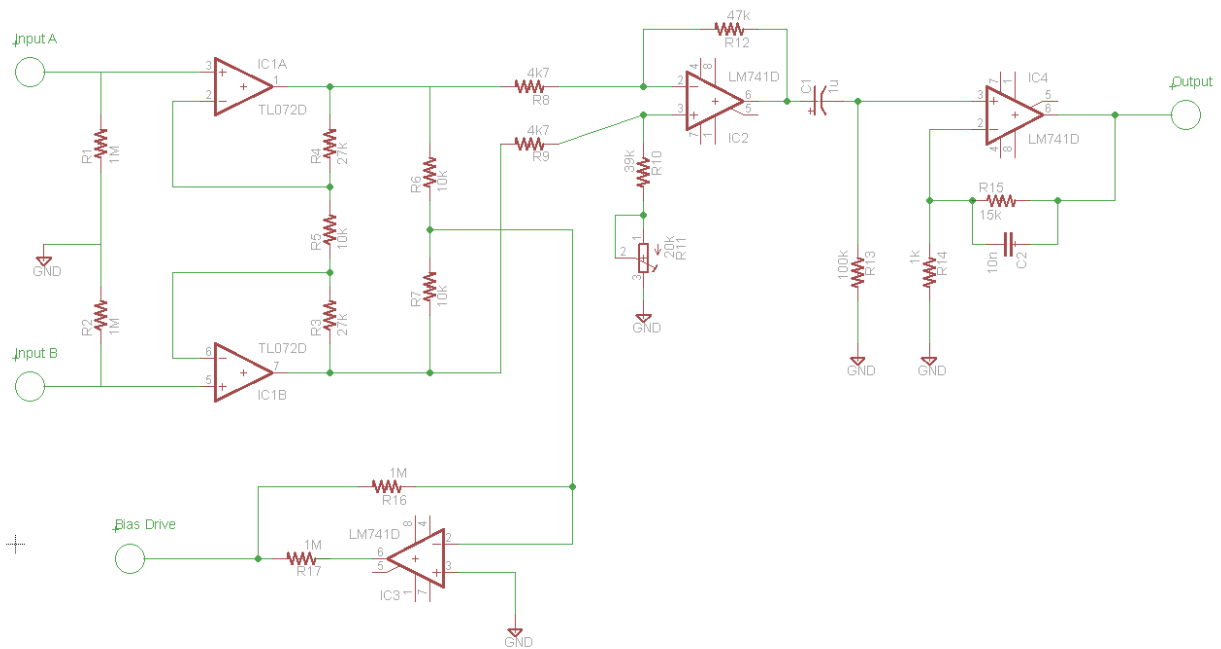 Input A
IC1A
TL072D
3
2
1
R1
1M
R4
27k
R5
10k
R3
27k
R6
10k
R7
10k
GND
R2
1M
Input B
TL072D
IC1B
6
5
7
4k7
R8
4k7
R9
47k
R12
LM741D
IC2
2
3
4
8
6
5
7
1
39k
R10
20k
R11
1
2
3
GND
C1
1u
100k
R13
GND
IC4
LM741D
3
2
7
1
5
6
4
8
R15
15k
10n
C2
1k
R14
GND
Output
Bias Drive
1M
R16
1M
R17
LM741D
IC3
8
4
2
3
6
5
1
7
GND